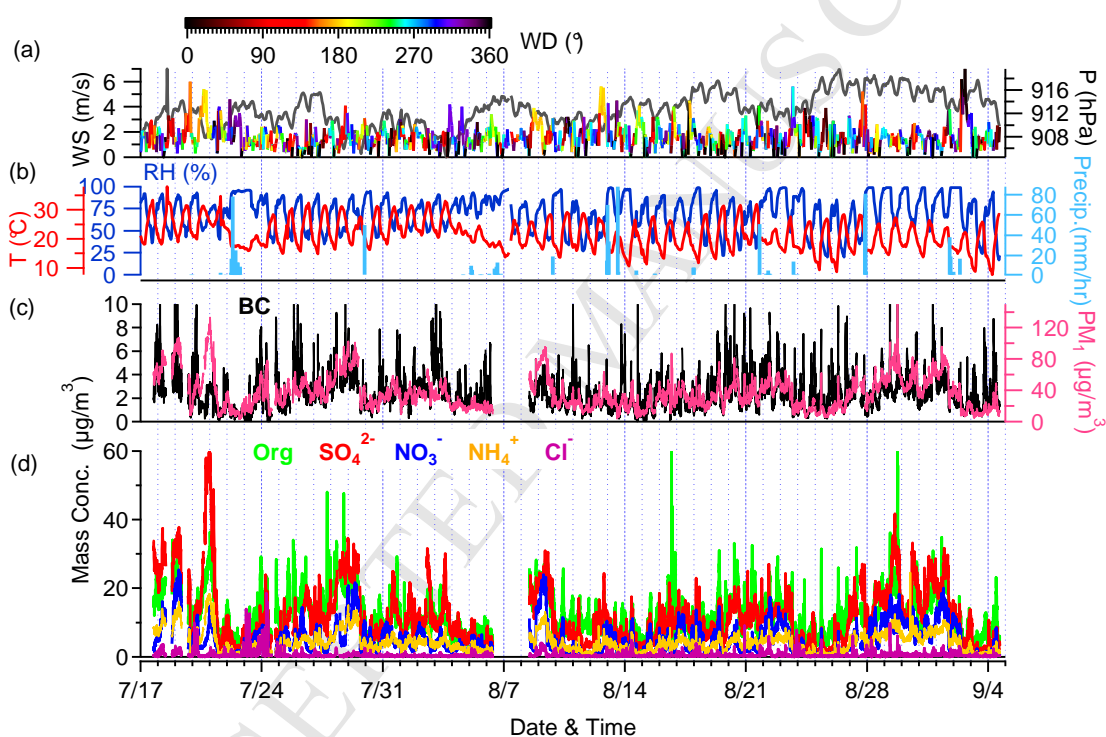 0 90 180 270 360 WD (°)
(a)
WS (m/s)
6
4
2
0
916
912
908
P (hPa)
(b)
RH (%)
T (℃)
30
20
10
100
75
50
25
0
80
60
40
20
0
Precip.(mm/hr)
(c)
BC
10
8
6
4
2
0
120
80
40
0
PM₁ (µg/m³)
(d)
Org SO₄²⁻ NO₃⁻ NH₄⁺ Cl⁻
Mass Conc. (µg/m³)
60
40
20
0
7/17 7/24 7/31 8/7 8/14 8/21 8/28 9/4
Date & Time